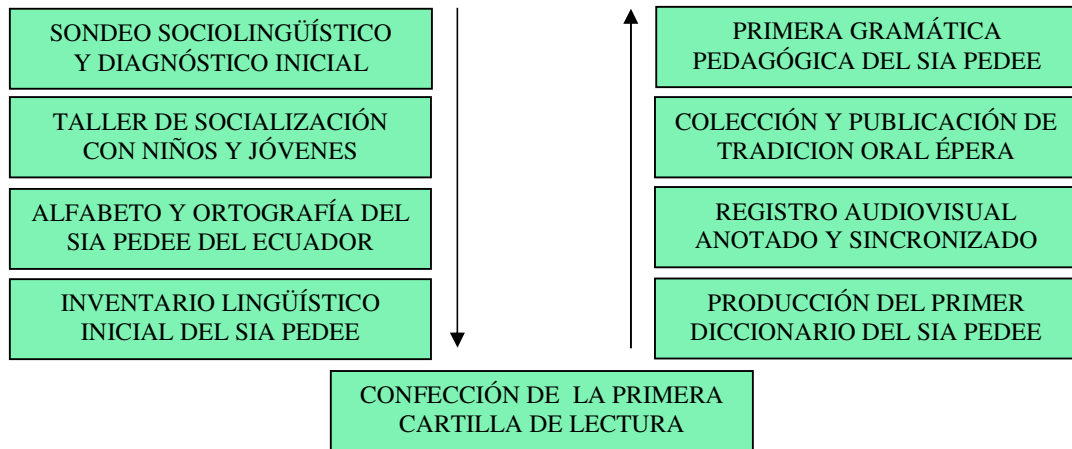 SONDEO SOCIOLINGÜÍSTICO
Y DIAGNÓSTICO INICIAL
TALLER DE SOCIALIZACIÓN
CON NIÑOS Y JÓVENES
ALFABETO Y ORTOGRAFÍA DEL
SIA PEDEE DEL ECUADOR
INVENTARIO LINGÜÍSTICO
INICIAL DEL SIA PEDEE
CONFECCIÓN DE LA PRIMERA
CARTILLA DE LECTURA
PRIMERA GRAMÁTICA
PEDAGÓGICA DEL SIA PEDEE
COLECCIÓN Y PUBLICACIÓN DE
TRADICION ORAL ÉPERA
REGISTRO AUDIOVISUAL
ANOTADO Y SINCRONIZADO
PRODUCCIÓN DEL PRIMER
DICCIONARIO DEL SIA PEDEE